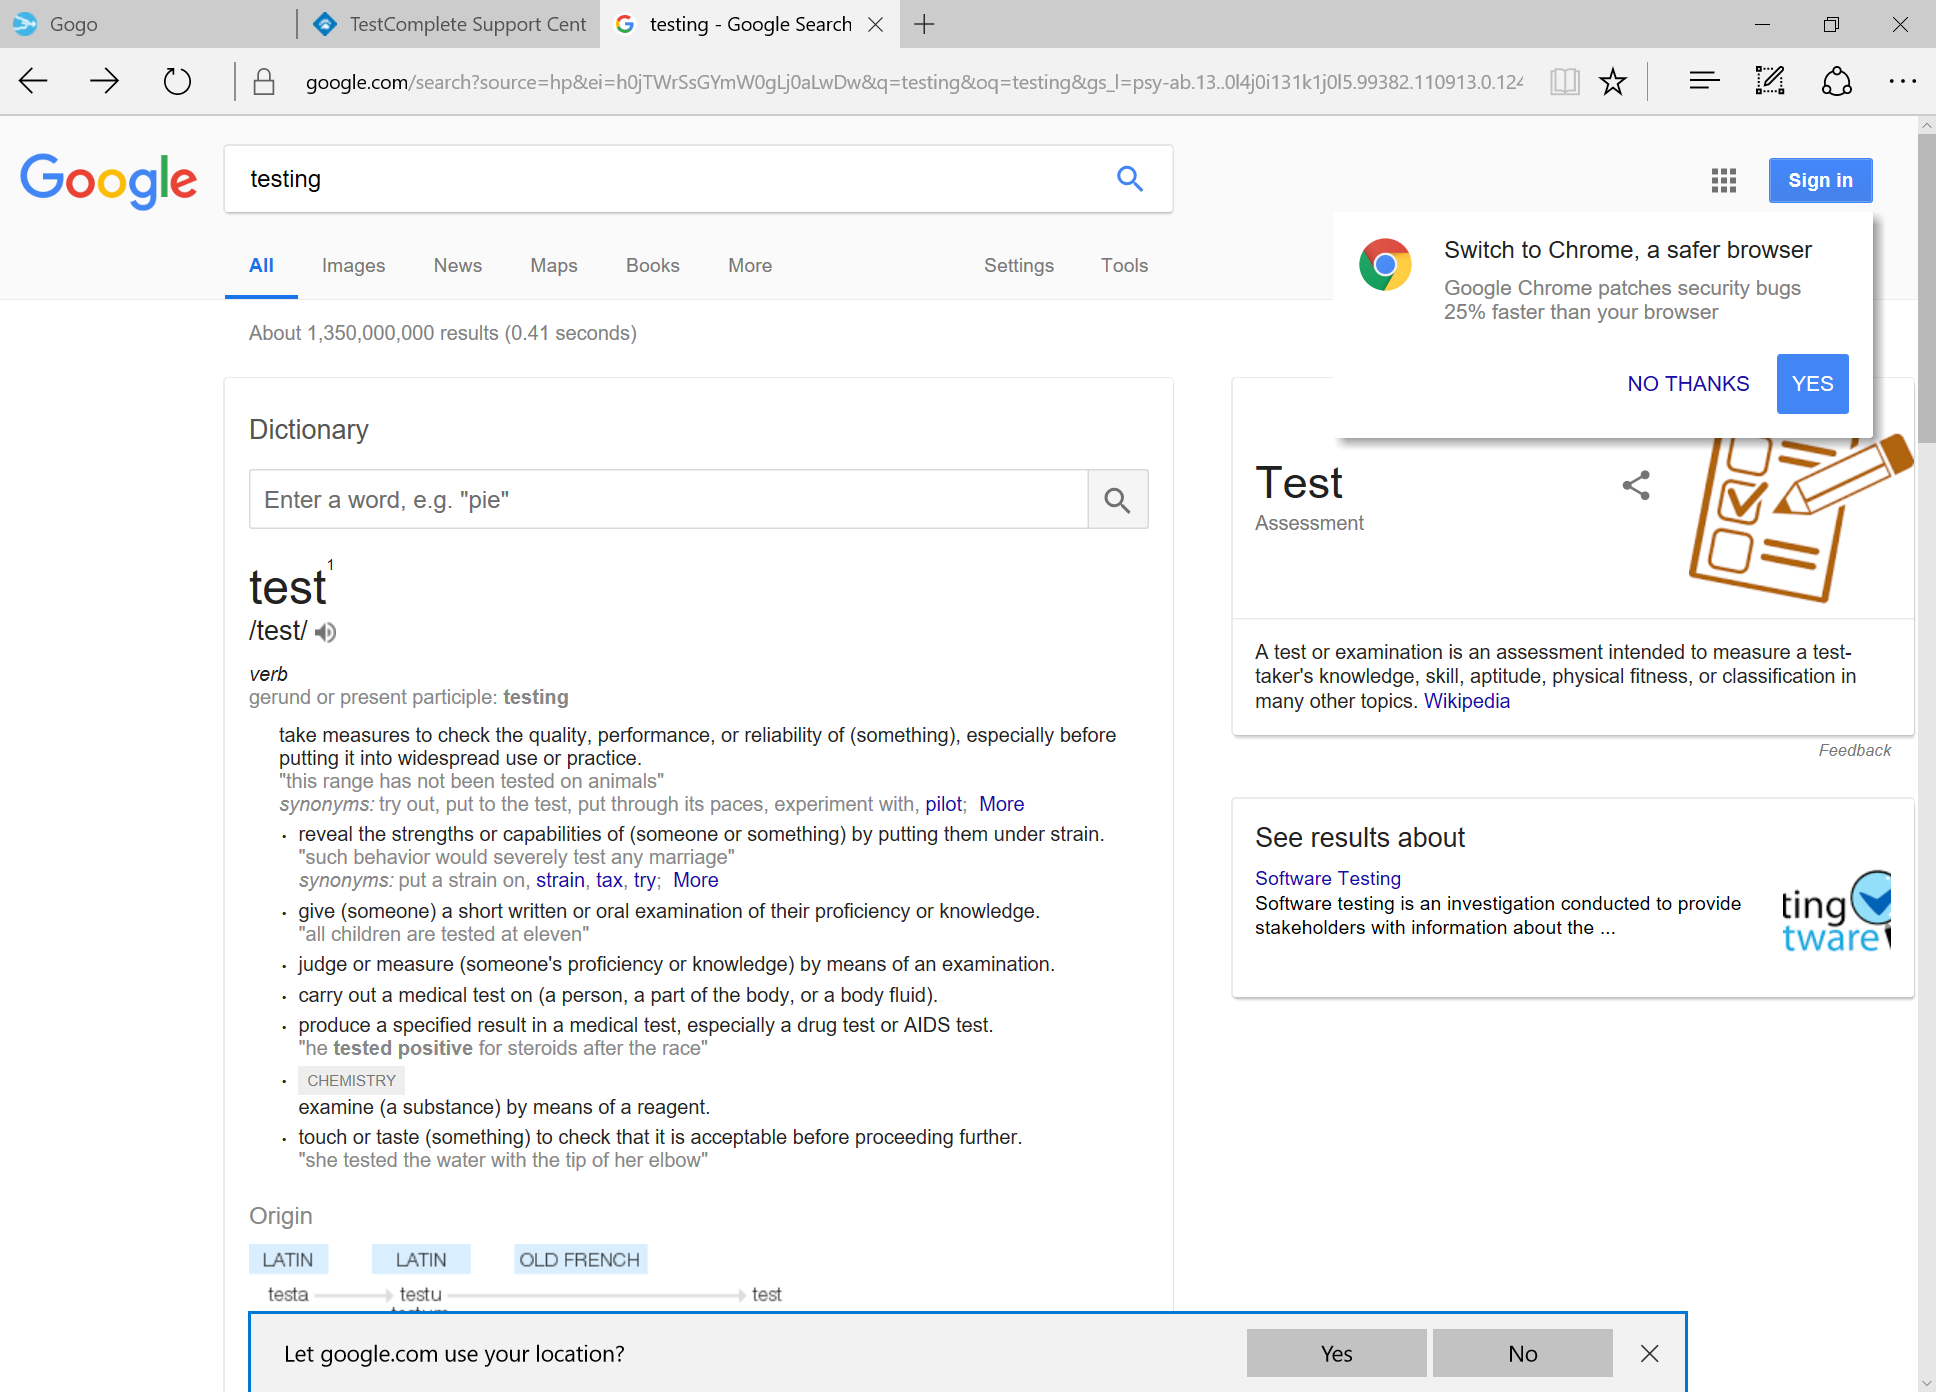 Gogo
TestComplete Support Cent
testing - Google Search
google.com/search?source=hp&ei=h0jTWrSsGYmW0gLj0aLwDw&q=testing&oq=testing&gs_l=psy-ab.13..0l4j0i131k1j0l5.99382.110913.0.124
Google
testing
Sign in
All Images News Maps Books More Settings Tools
Switch to Chrome, a safer browser
Google Chrome patches security bugs
25% faster than your browser
NO THANKS YES
About 1,350,000,000 results (0.41 seconds)
Dictionary
Enter a word, e.g. "pie"
test1
/test/
verb
gerund or present participle: testing
take measures to check the quality, performance, or reliability of (something), especially before
putting it into widespread use or practice.
"this range has not been tested on animals"
synonyms: try out, put to the test, put through its paces, experiment with, pilot; More
· reveal the strengths or capabilities of (someone or something) by putting them under strain.
"such behavior would severely test any marriage"
synonyms: put a strain on, strain, tax, try; More
· give (someone) a short written or oral examination of their proficiency or knowledge.
"all children are tested at eleven"
· judge or measure (someone's proficiency or knowledge) by means of an examination.
· carry out a medical test on (a person, a part of the body, or a body fluid).
· produce a specified result in a medical test, especially a drug test or AIDS test.
"he tested positive for steroids after the race"
· CHEMISTRY
examine (a substance) by means of a reagent.
· touch or taste (something) to check that it is acceptable before proceeding further.
"she tested the water with the tip of her elbow"
Origin
LATIN LATIN OLD FRENCH
testa testu test
Test
Assessment
A test or examination is an assessment intended to measure a test-
taker's knowledge, skill, aptitude, physical fitness, or classification in
many other topics. Wikipedia
Feedback
See results about
Software Testing
Software testing is an investigation conducted to provide
stakeholders with information about the ...
ting
tware
Let google.com use your location?
Yes No